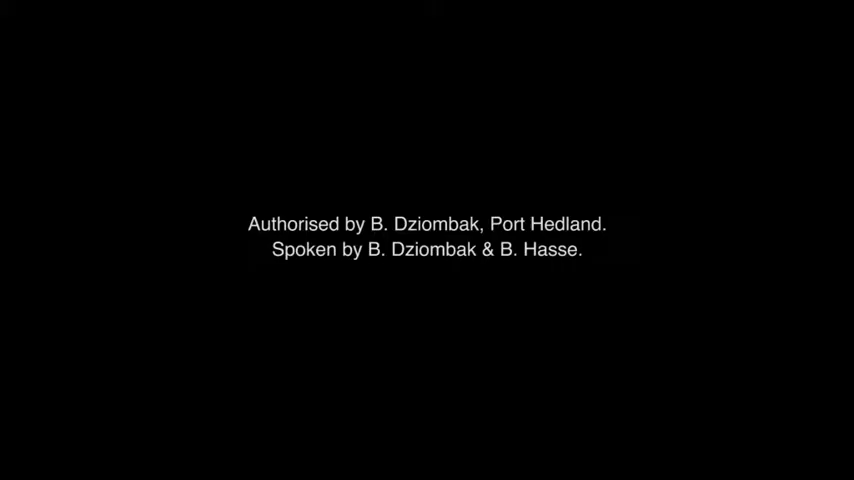 Authorised by B. Dziombak, Port Hedland.
Spoken by B. Dziombak & B. Hasse.